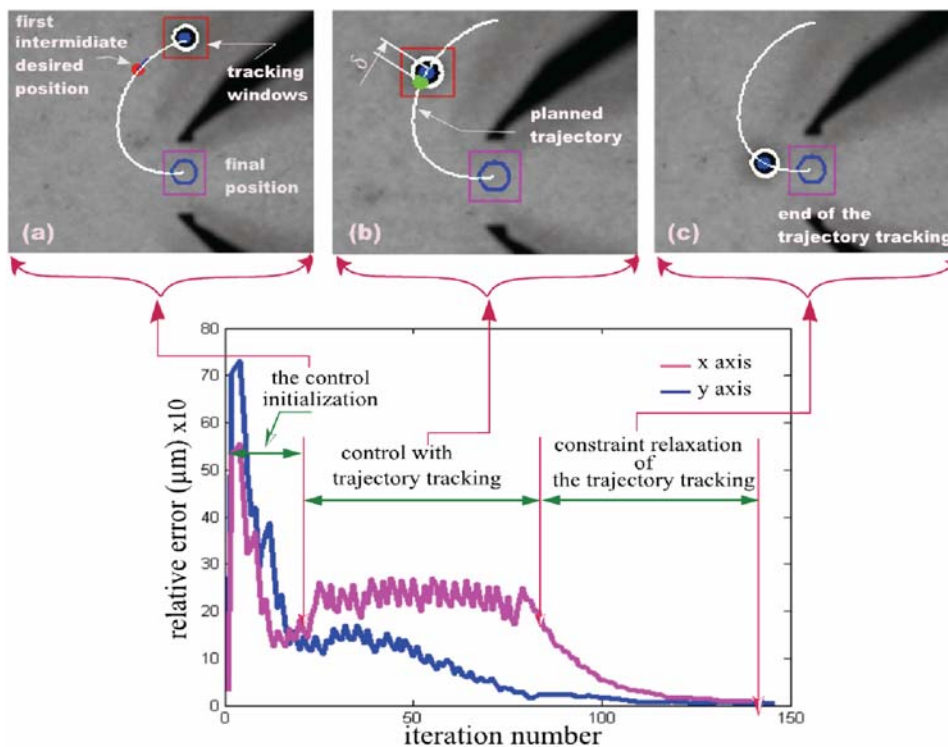 first
intermidiate
desired
position
tracking
windows
final
position
(a)
δ
planned
trajectory
(b)
end of the
trajectory tracking
(c)
80
70
60
50
40
30
20
10
0
relative error (µm) x10
x axis
y axis
the control
initialization
control with
trajectory tracking
constraint relaxation
of
the trajectory tracking
0
50
100
150
iteration number